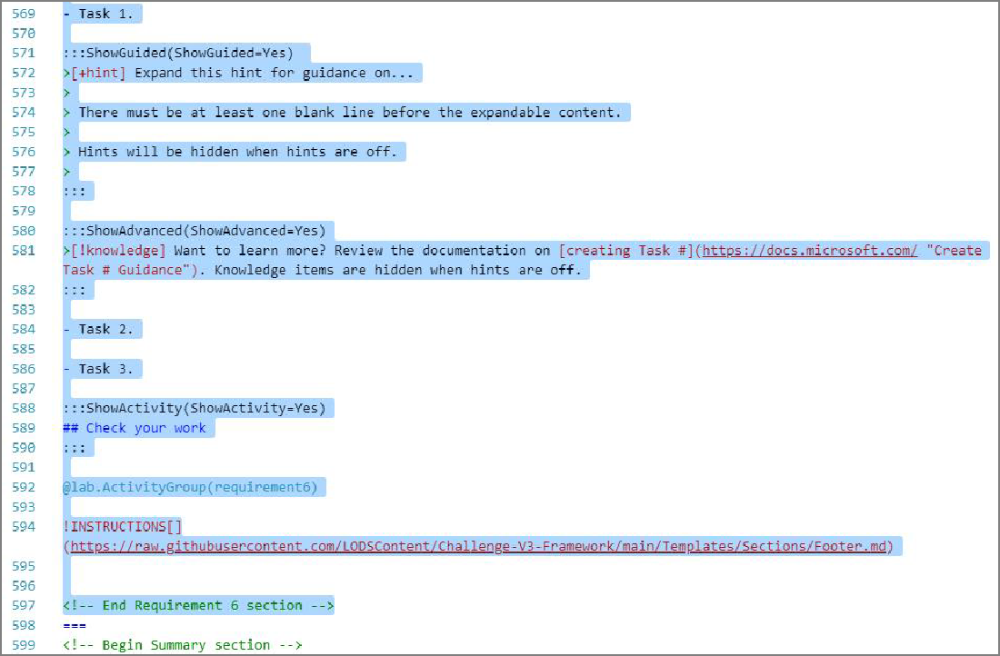 569 - Task 1.
570
571 :::ShowGuided(ShowGuided=Yes)
572 >[+hint] Expand this hint for guidance on...
573 >
574 > There must be at least one blank line before the expandable content.
575 >
576 > Hints will be hidden when hints are off.
577 >
578 :::
579
580 :::ShowAdvanced(ShowAdvanced=Yes)
581 >[!knowledge] Want to learn more? Review the documentation on [creating Task #](https://docs.microsoft.com/ "Create
Task # Guidance"). Knowledge items are hidden when hints are off.
582 :::
583
584 - Task 2.
585
586 - Task 3.
587
588 :::ShowActivity(ShowActivity=Yes)
589 ## Check your work
590 :::
591
592 @lab.ActivityGroup(requirement6)
593
594 !INSTRUCTIONS[]
(https://raw.githubusercontent.com/LODSContent/Challenge-V3-Framework/main/Templates/Sections/Footer.md)
595
596
597 <!-- End Requirement 6 section -->
598 ===
599 <!-- Begin Summary section -->